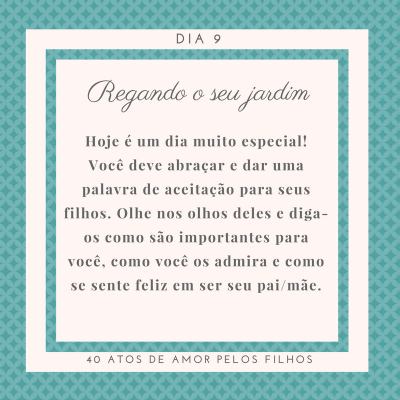 DIA 9
Regando o seu jardim
Hoje é um dia muito especial!
Você deve abraçar e dar uma
palavra de aceitação para seus
filhos. Olhe nos olhos deles e diga-
os como são importantes para
você, como você os admira e como
se sente feliz em ser seu pai/mãe.
40 ATOS DE AMOR PELOS FILHOS